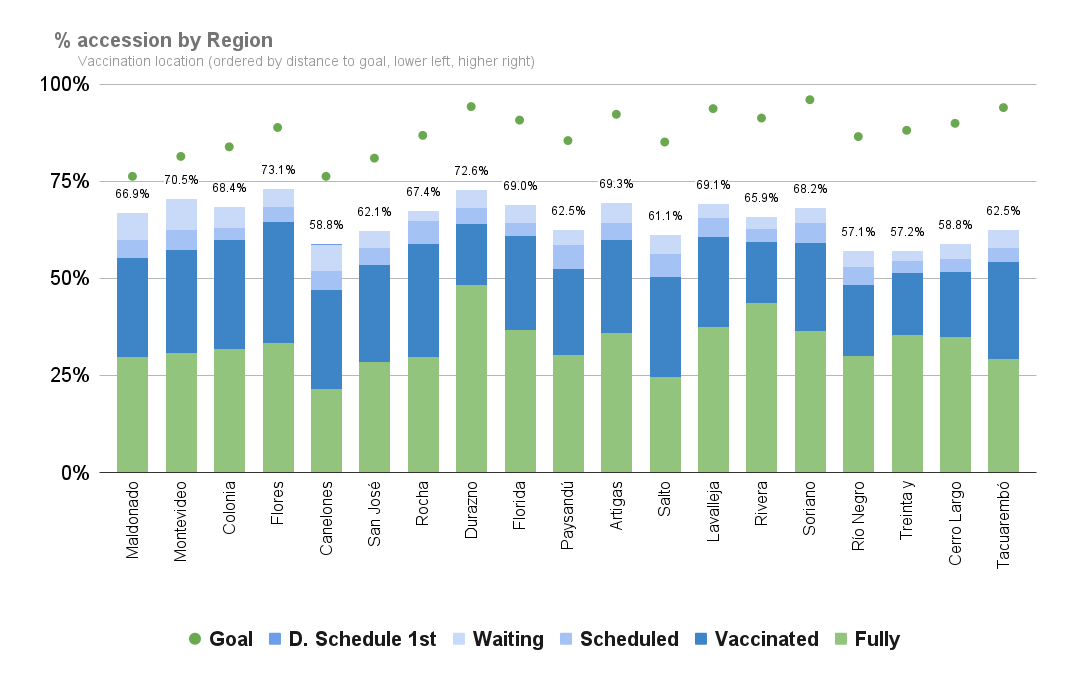 % accession by Region
Vaccination location (ordered by distance to goal, lower left, higher right)
100%
75%
50%
25%
0%
66.9%
70.5%
68.4%
73.1%
58.8%
62.1%
67.4%
72.6%
69.0%
62.5%
69.3%
61.1%
69.1%
65.9%
68.2%
57.1%
57.2%
58.8%
62.5%
Maldonado
Montevideo
Colonia
Flores
Canelones
San José
Rocha
Durazno
Florida
Paysandú
Artigas
Salto
Lavalleja
Rivera
Soriano
Río Negro
Treinta y
Cerro Largo
Tacuarembó
Goal D. Schedule 1st Waiting Scheduled Vaccinated Fully